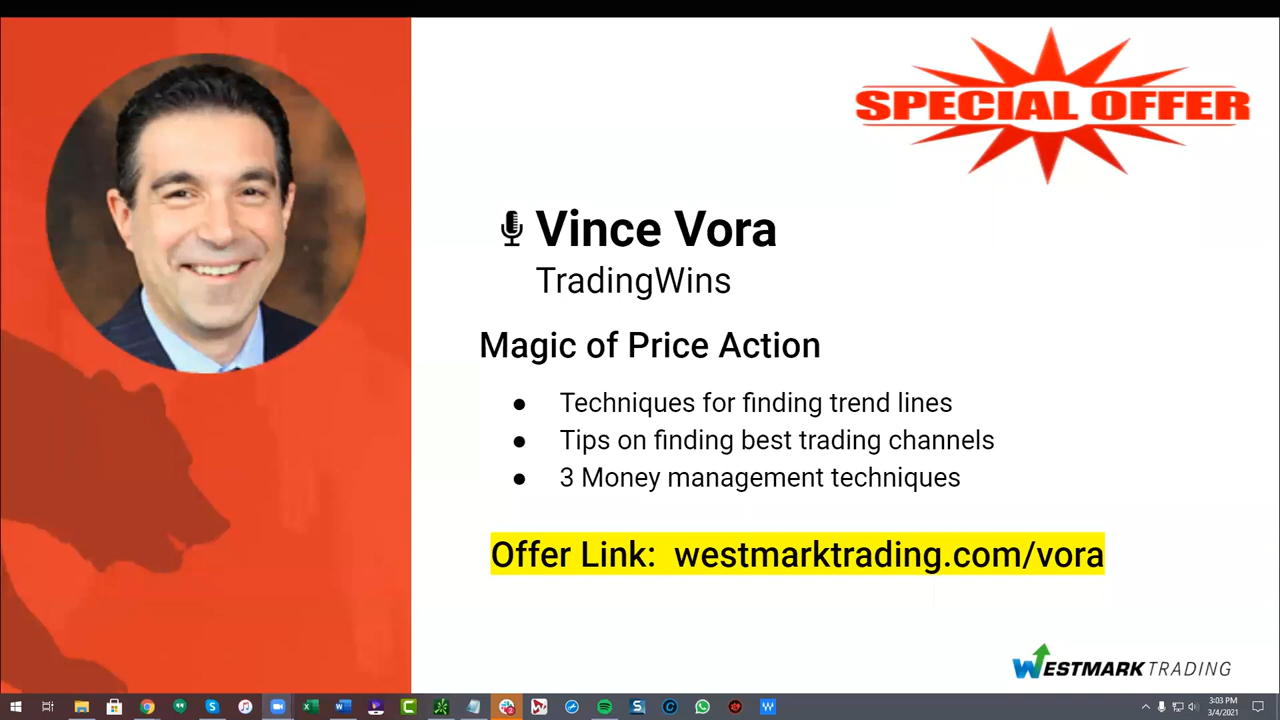 SPECIAL OFFER
Vince Vora
TradingWins
Magic of Price Action
● Techniques for finding trend lines
● Tips on finding best trading channels
● 3 Money management techniques
Offer Link: westmarktrading.com/vora
WESTMARK TRADING
3:03 PM
3/4/2021